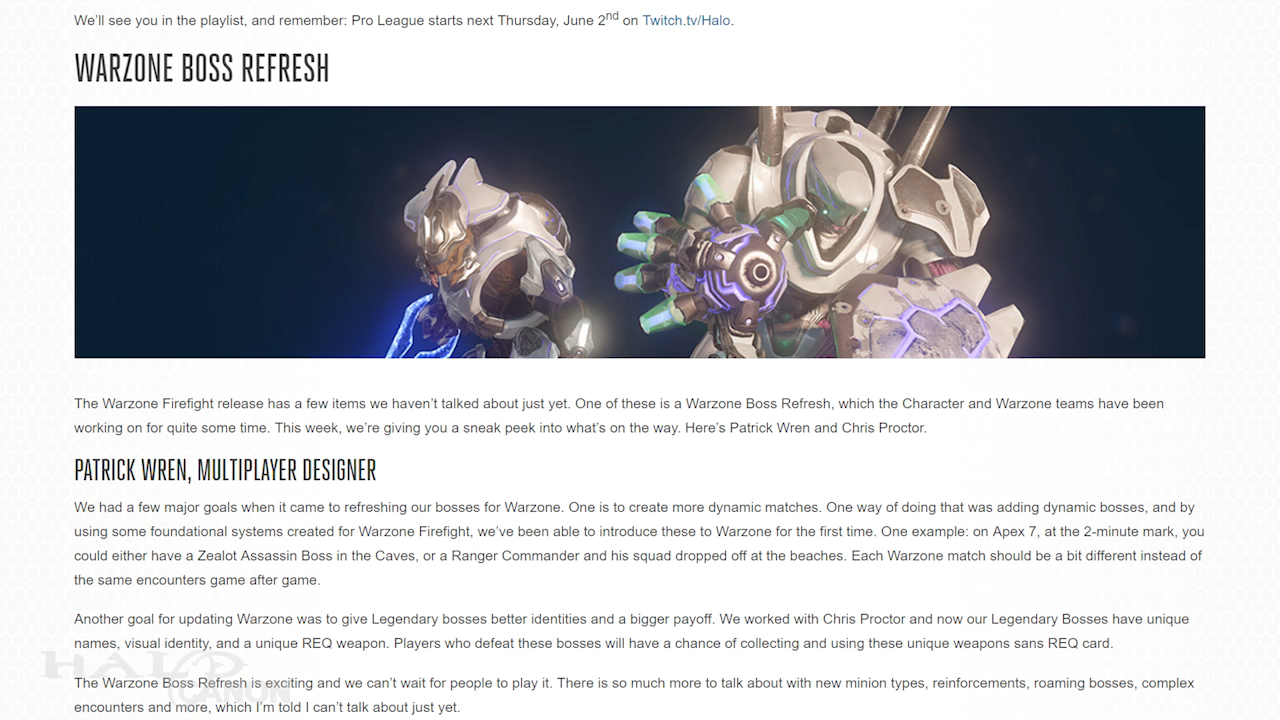 We’ll see you in the playlist, and remember: Pro League starts next Thursday, June 2nd on Twitch.tv/Halo.
WARZONE BOSS REFRESH
The Warzone Firefight release has a few items we haven’t talked about just yet. One of these is a Warzone Boss Refresh, which the Character and Warzone teams have been
working on for quite some time. This week, we’re giving you a sneak peek into what’s on the way. Here’s Patrick Wren and Chris Proctor.
PATRICK WREN, MULTIPLAYER DESIGNER
We had a few major goals when it came to refreshing our bosses for Warzone. One is to create more dynamic matches. One way of doing that was adding dynamic bosses, and by
using some foundational systems created for Warzone Firefight, we’ve been able to introduce these to Warzone for the first time. One example: on Apex 7, at the 2-minute mark, you
could either have a Zealot Assassin Boss in the Caves, or a Ranger Commander and his squad dropped off at the beaches. Each Warzone match should be a bit different instead of
the same encounters game after game.
Another goal for updating Warzone was to give Legendary bosses better identities and a bigger payoff. We worked with Chris Proctor and now our Legendary Bosses have unique
names, visual identity, and a unique REQ weapon. Players who defeat these bosses will have a chance of collecting and using these unique weapons sans REQ card.
The Warzone Boss Refresh is exciting and we can’t wait for people to play it. There is so much more to talk about with new minion types, reinforcements, roaming bosses, complex
encounters and more, which I’m told I can’t talk about just yet.
HALO
CANON